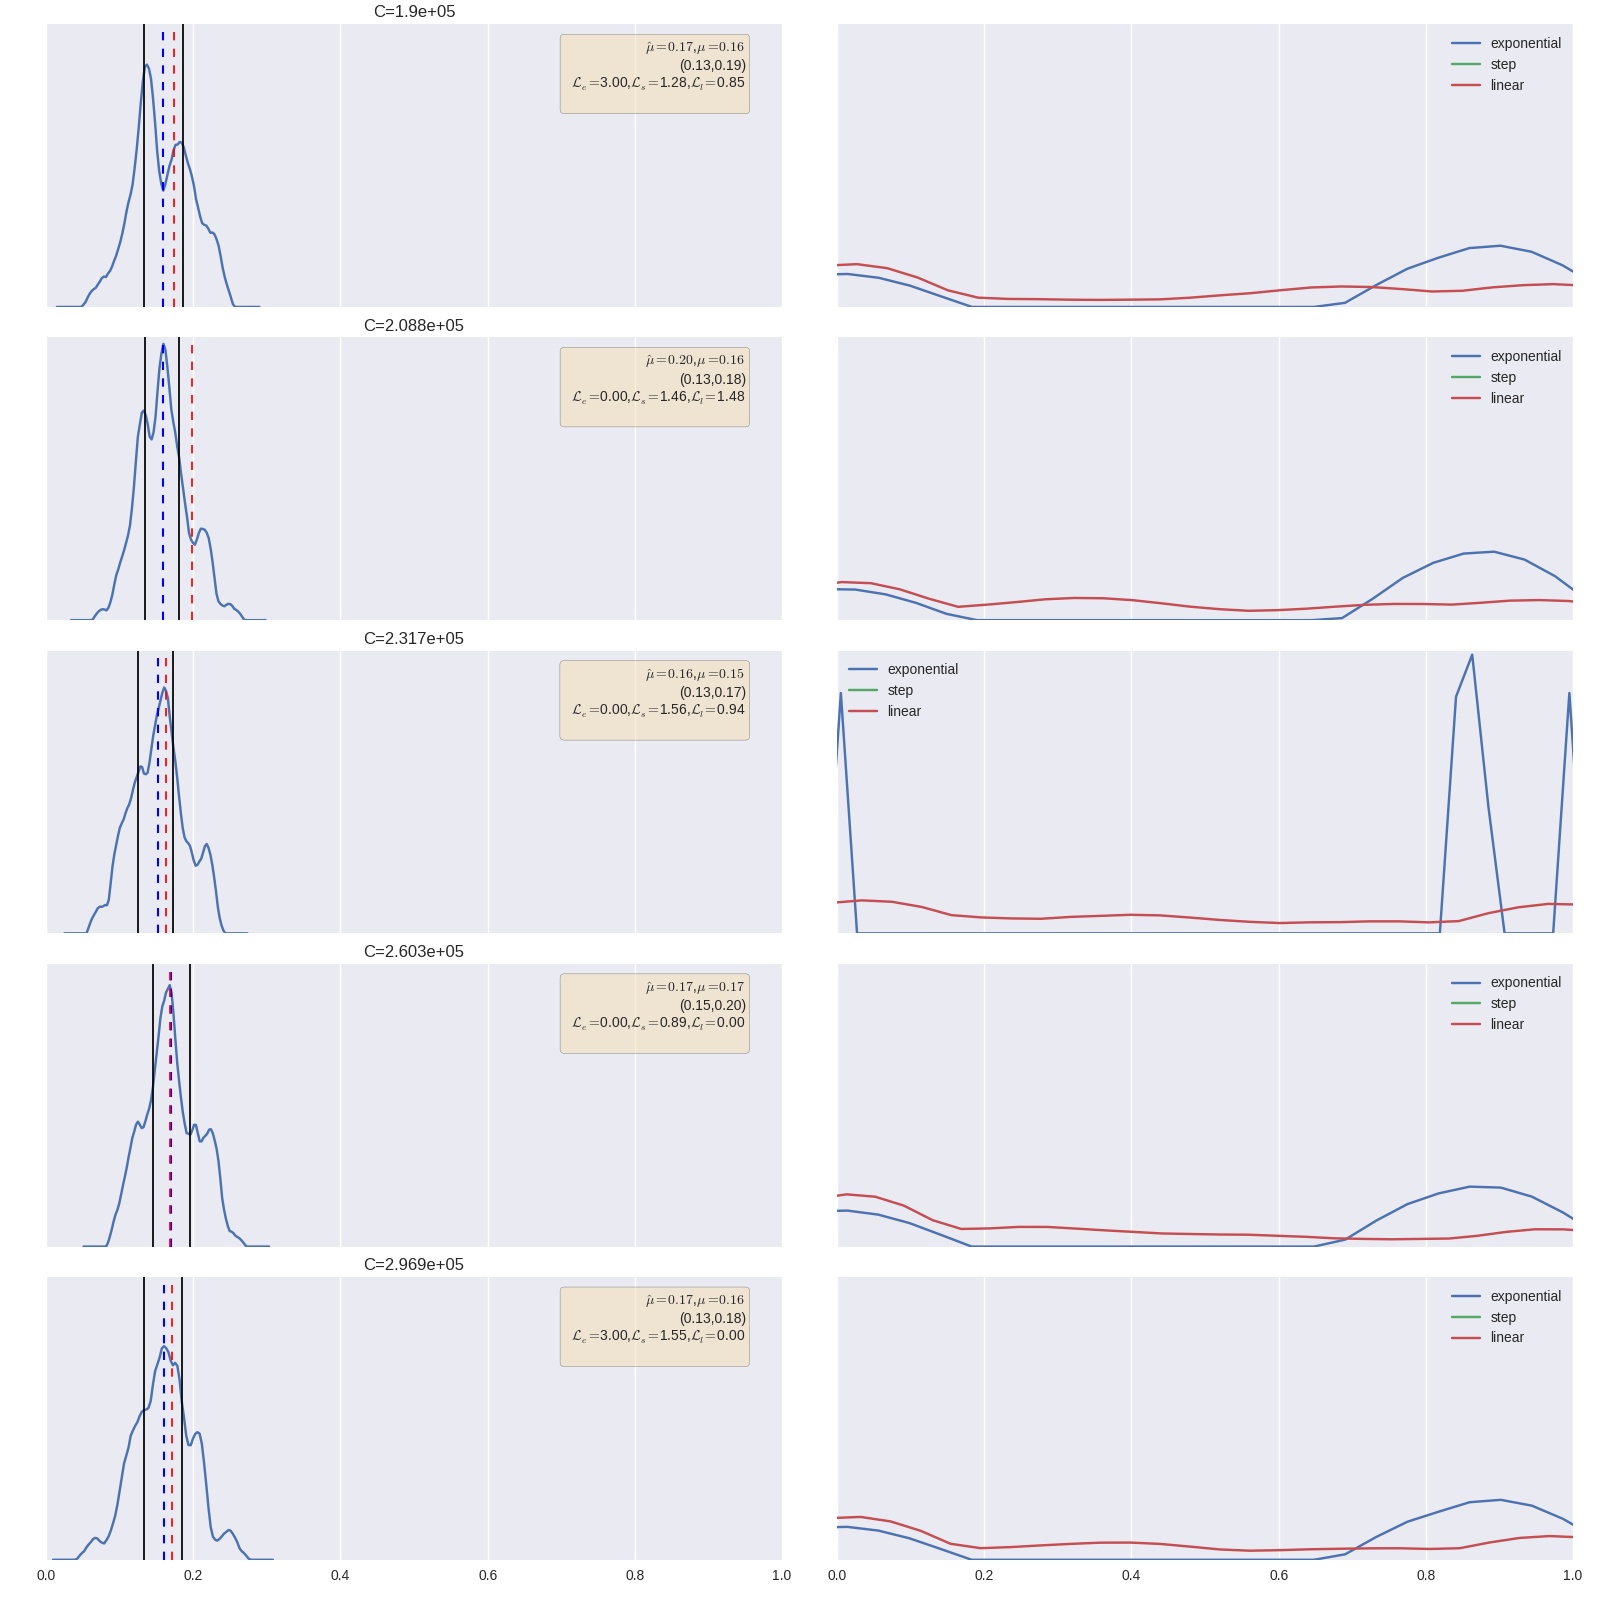 C=1.9e+05
μ̂=0.17,μ=0.16
(0.13,0.19)
ℒₑ=3.00,ℒₛ=1.28,ℒₗ=0.85
exponential
step
linear
C=2.088e+05
μ̂=0.20,μ=0.16
(0.13,0.18)
ℒₑ=0.00,ℒₛ=1.46,ℒₗ=1.48
exponential
step
linear
C=2.317e+05
μ̂=0.16,μ=0.15
(0.13,0.17)
ℒₑ=0.00,ℒₛ=1.56,ℒₗ=0.94
exponential
step
linear
C=2.603e+05
μ̂=0.17,μ=0.17
(0.15,0.20)
ℒₑ=0.00,ℒₛ=0.89,ℒₗ=0.00
exponential
step
linear
C=2.969e+05
μ̂=0.17,μ=0.16
(0.13,0.18)
ℒₑ=3.00,ℒₛ=1.55,ℒₗ=0.00
exponential
step
linear
0.0 0.2 0.4 0.6 0.8 1.0
0.0 0.2 0.4 0.6 0.8 1.0